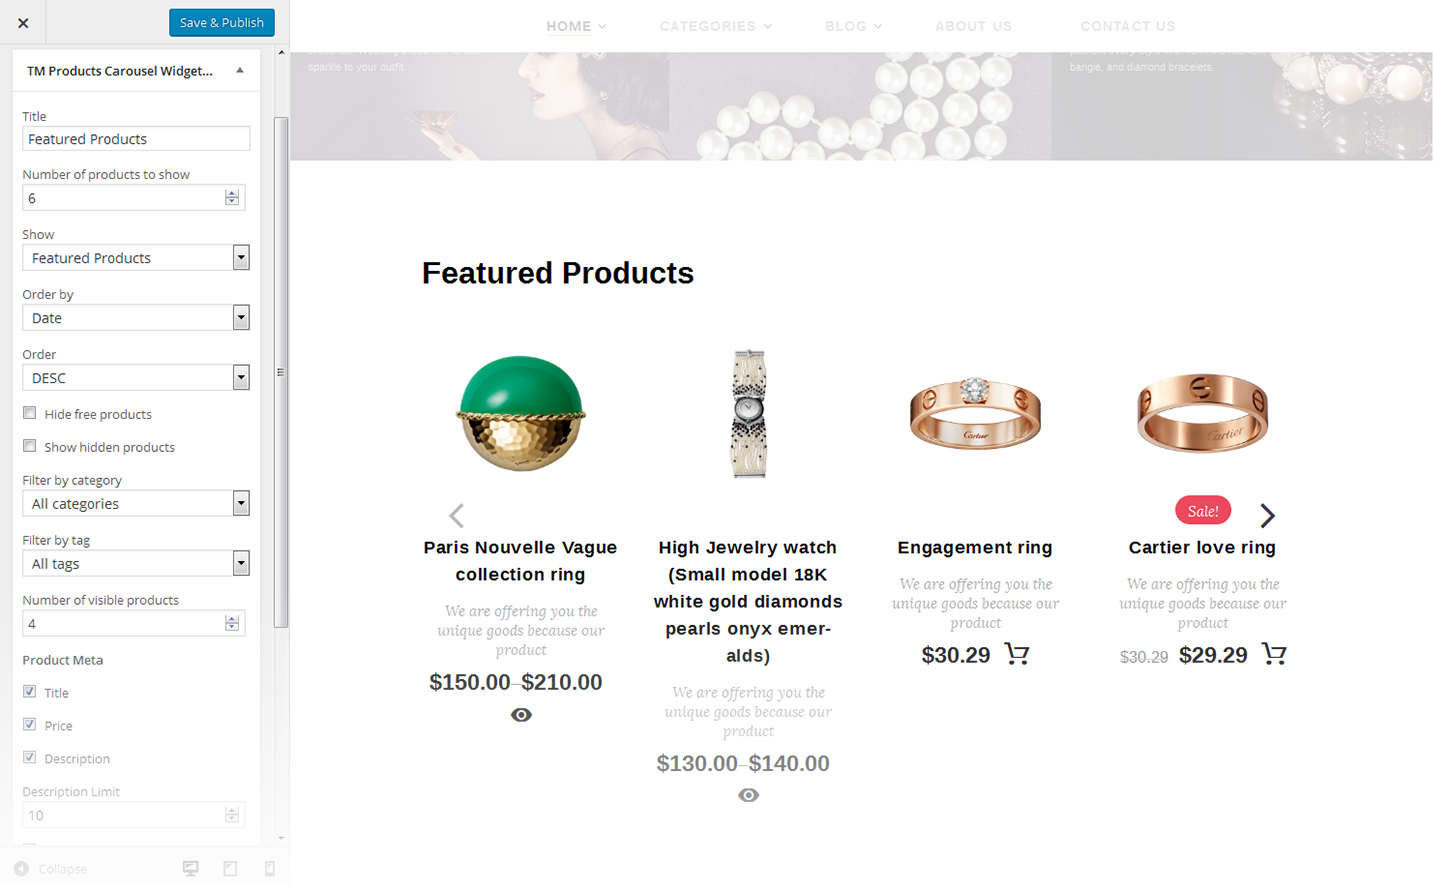 Save & Publish
TM Products Carousel Widget...
Title
Featured Products
Number of products to show
6
Show
Featured Products
Order by
Date
Order
DESC
Hide free products
Show hidden products
Filter by category
All categories
Filter by tag
All tags
Number of visible products
4
Product Meta
Title
Price
Description
Description Limit
10
Collapse
HOME
CATEGORIES
BLOG
ABOUT US
CONTACT US
sparkle to your outfit.
bangle, and diamond bracelets.
Featured Products
Paris Nouvelle Vague
collection ring
We are offering you the
unique goods because our
product
$150.00–$210.00
High Jewelry watch
(Small model 18K
white gold diamonds
pearls onyx emer-
alds)
We are offering you the
unique goods because our
product
$130.00–$140.00
Cartier
Engagement ring
We are offering you the
unique goods because our
product
$30.29
Cartier
Sale!
Cartier love ring
We are offering you the
unique goods because our
product
$30.29 $29.29